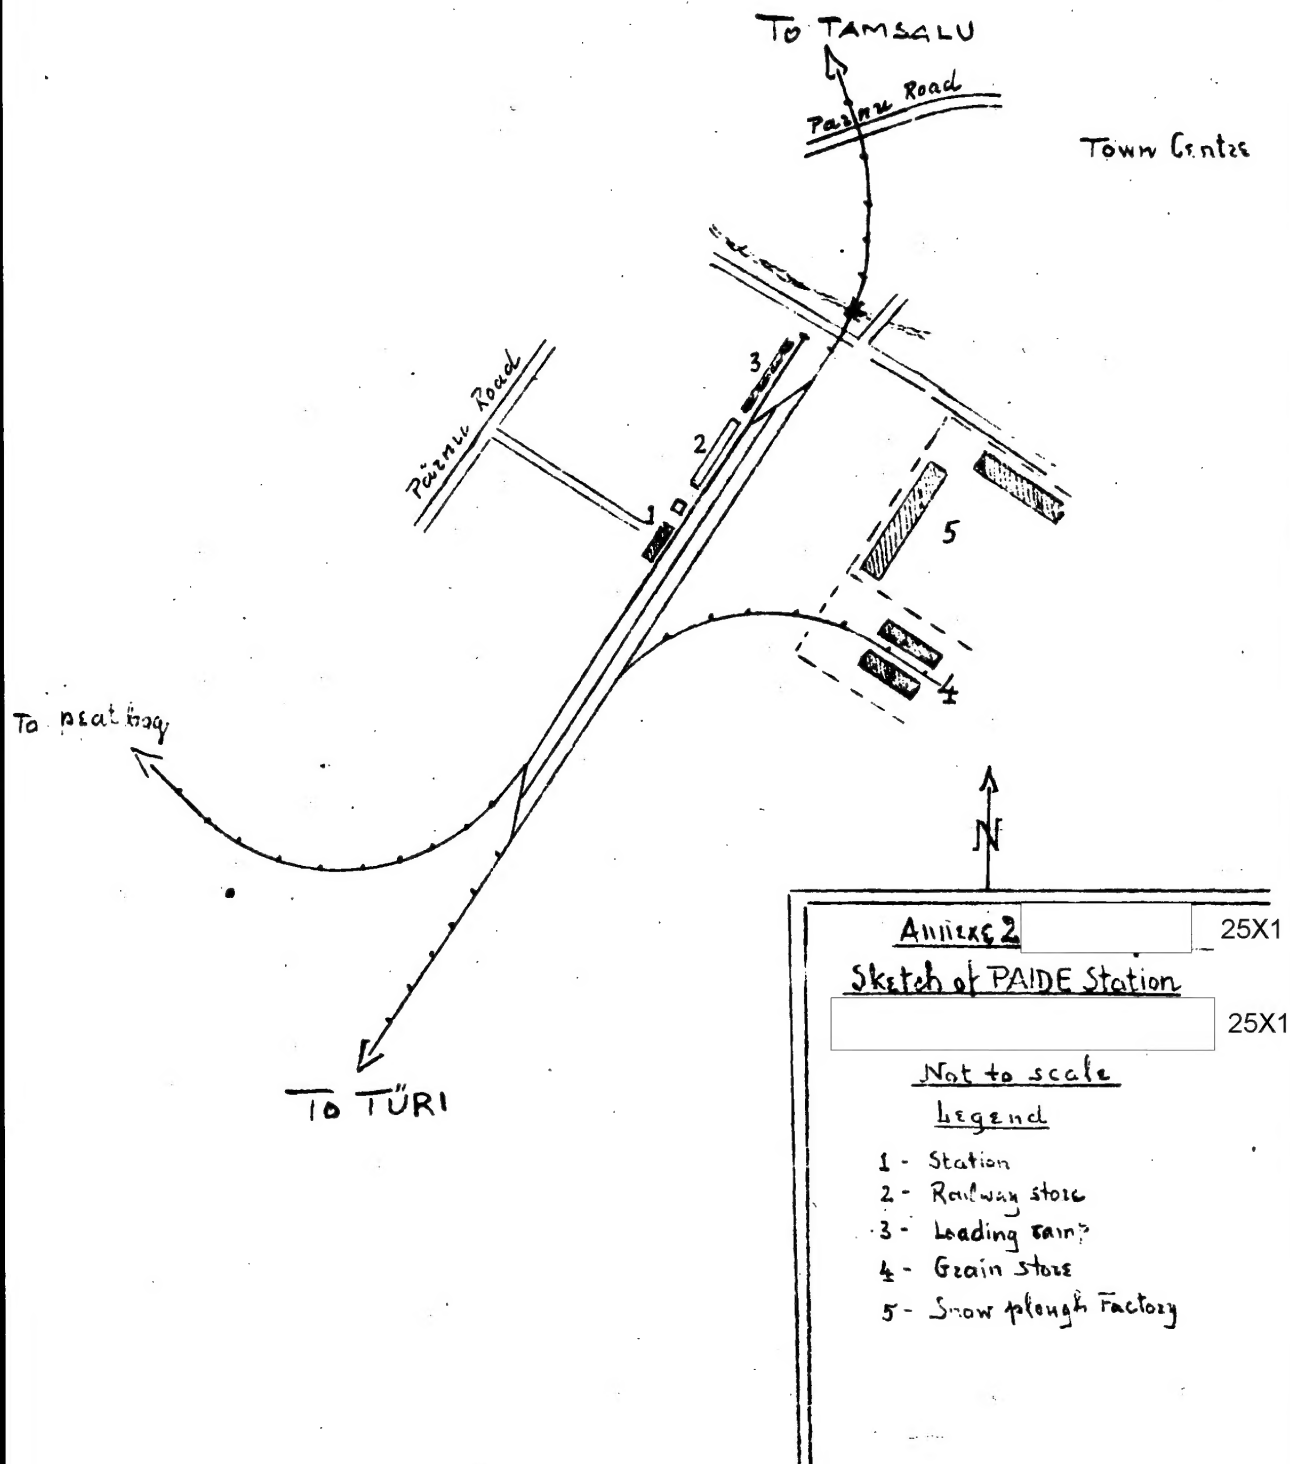 To TAMSALU
Parnu Road
Town Centre
Pärnu Road
3
2
1
5
4
To peat bog
N
To TÜRI
Annexe 2
25X1
Sketch of PAIDE Station
25X1
Not to scale
Legend
1 - Station
2 - Railway store
3 - Loading ramp
4 - Grain store
5 - Snow plough Factory